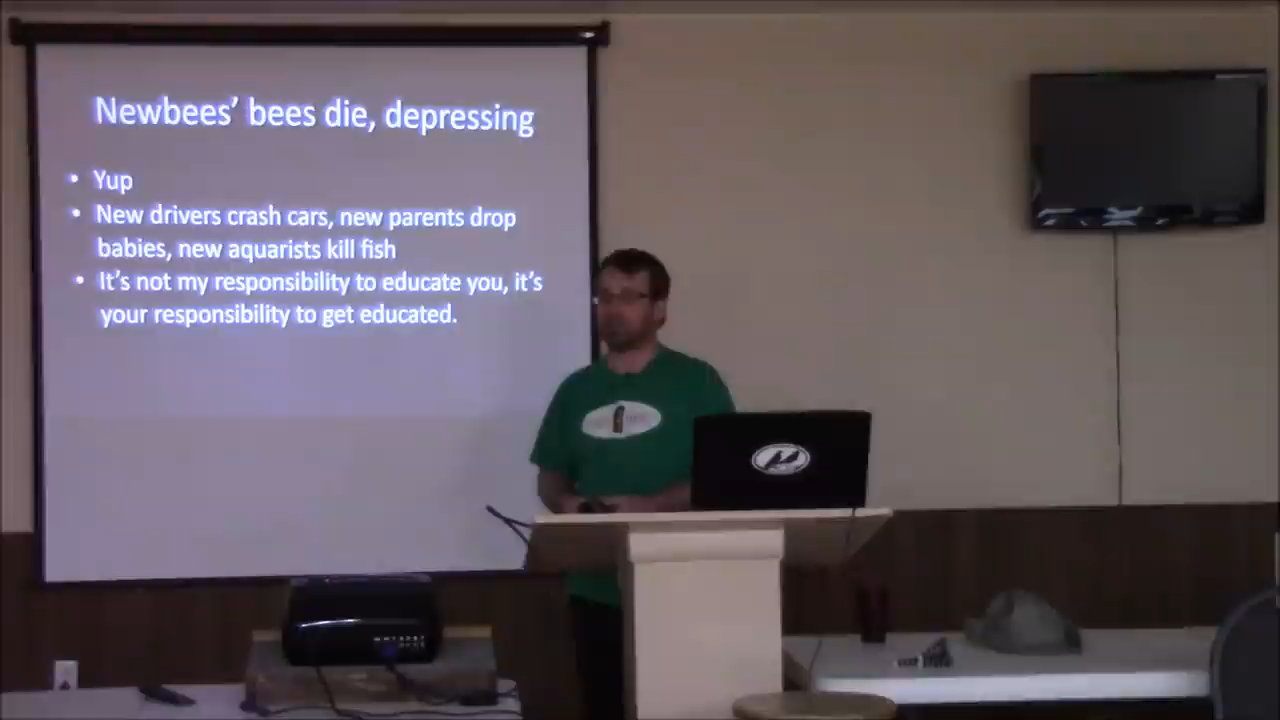 Newbees’ bees die, depressing
• Yup
• New drivers crash cars, new parents drop
babies, new aquarists kill fish
• It’s not my responsibility to educate you, it’s
your responsibility to get educated.